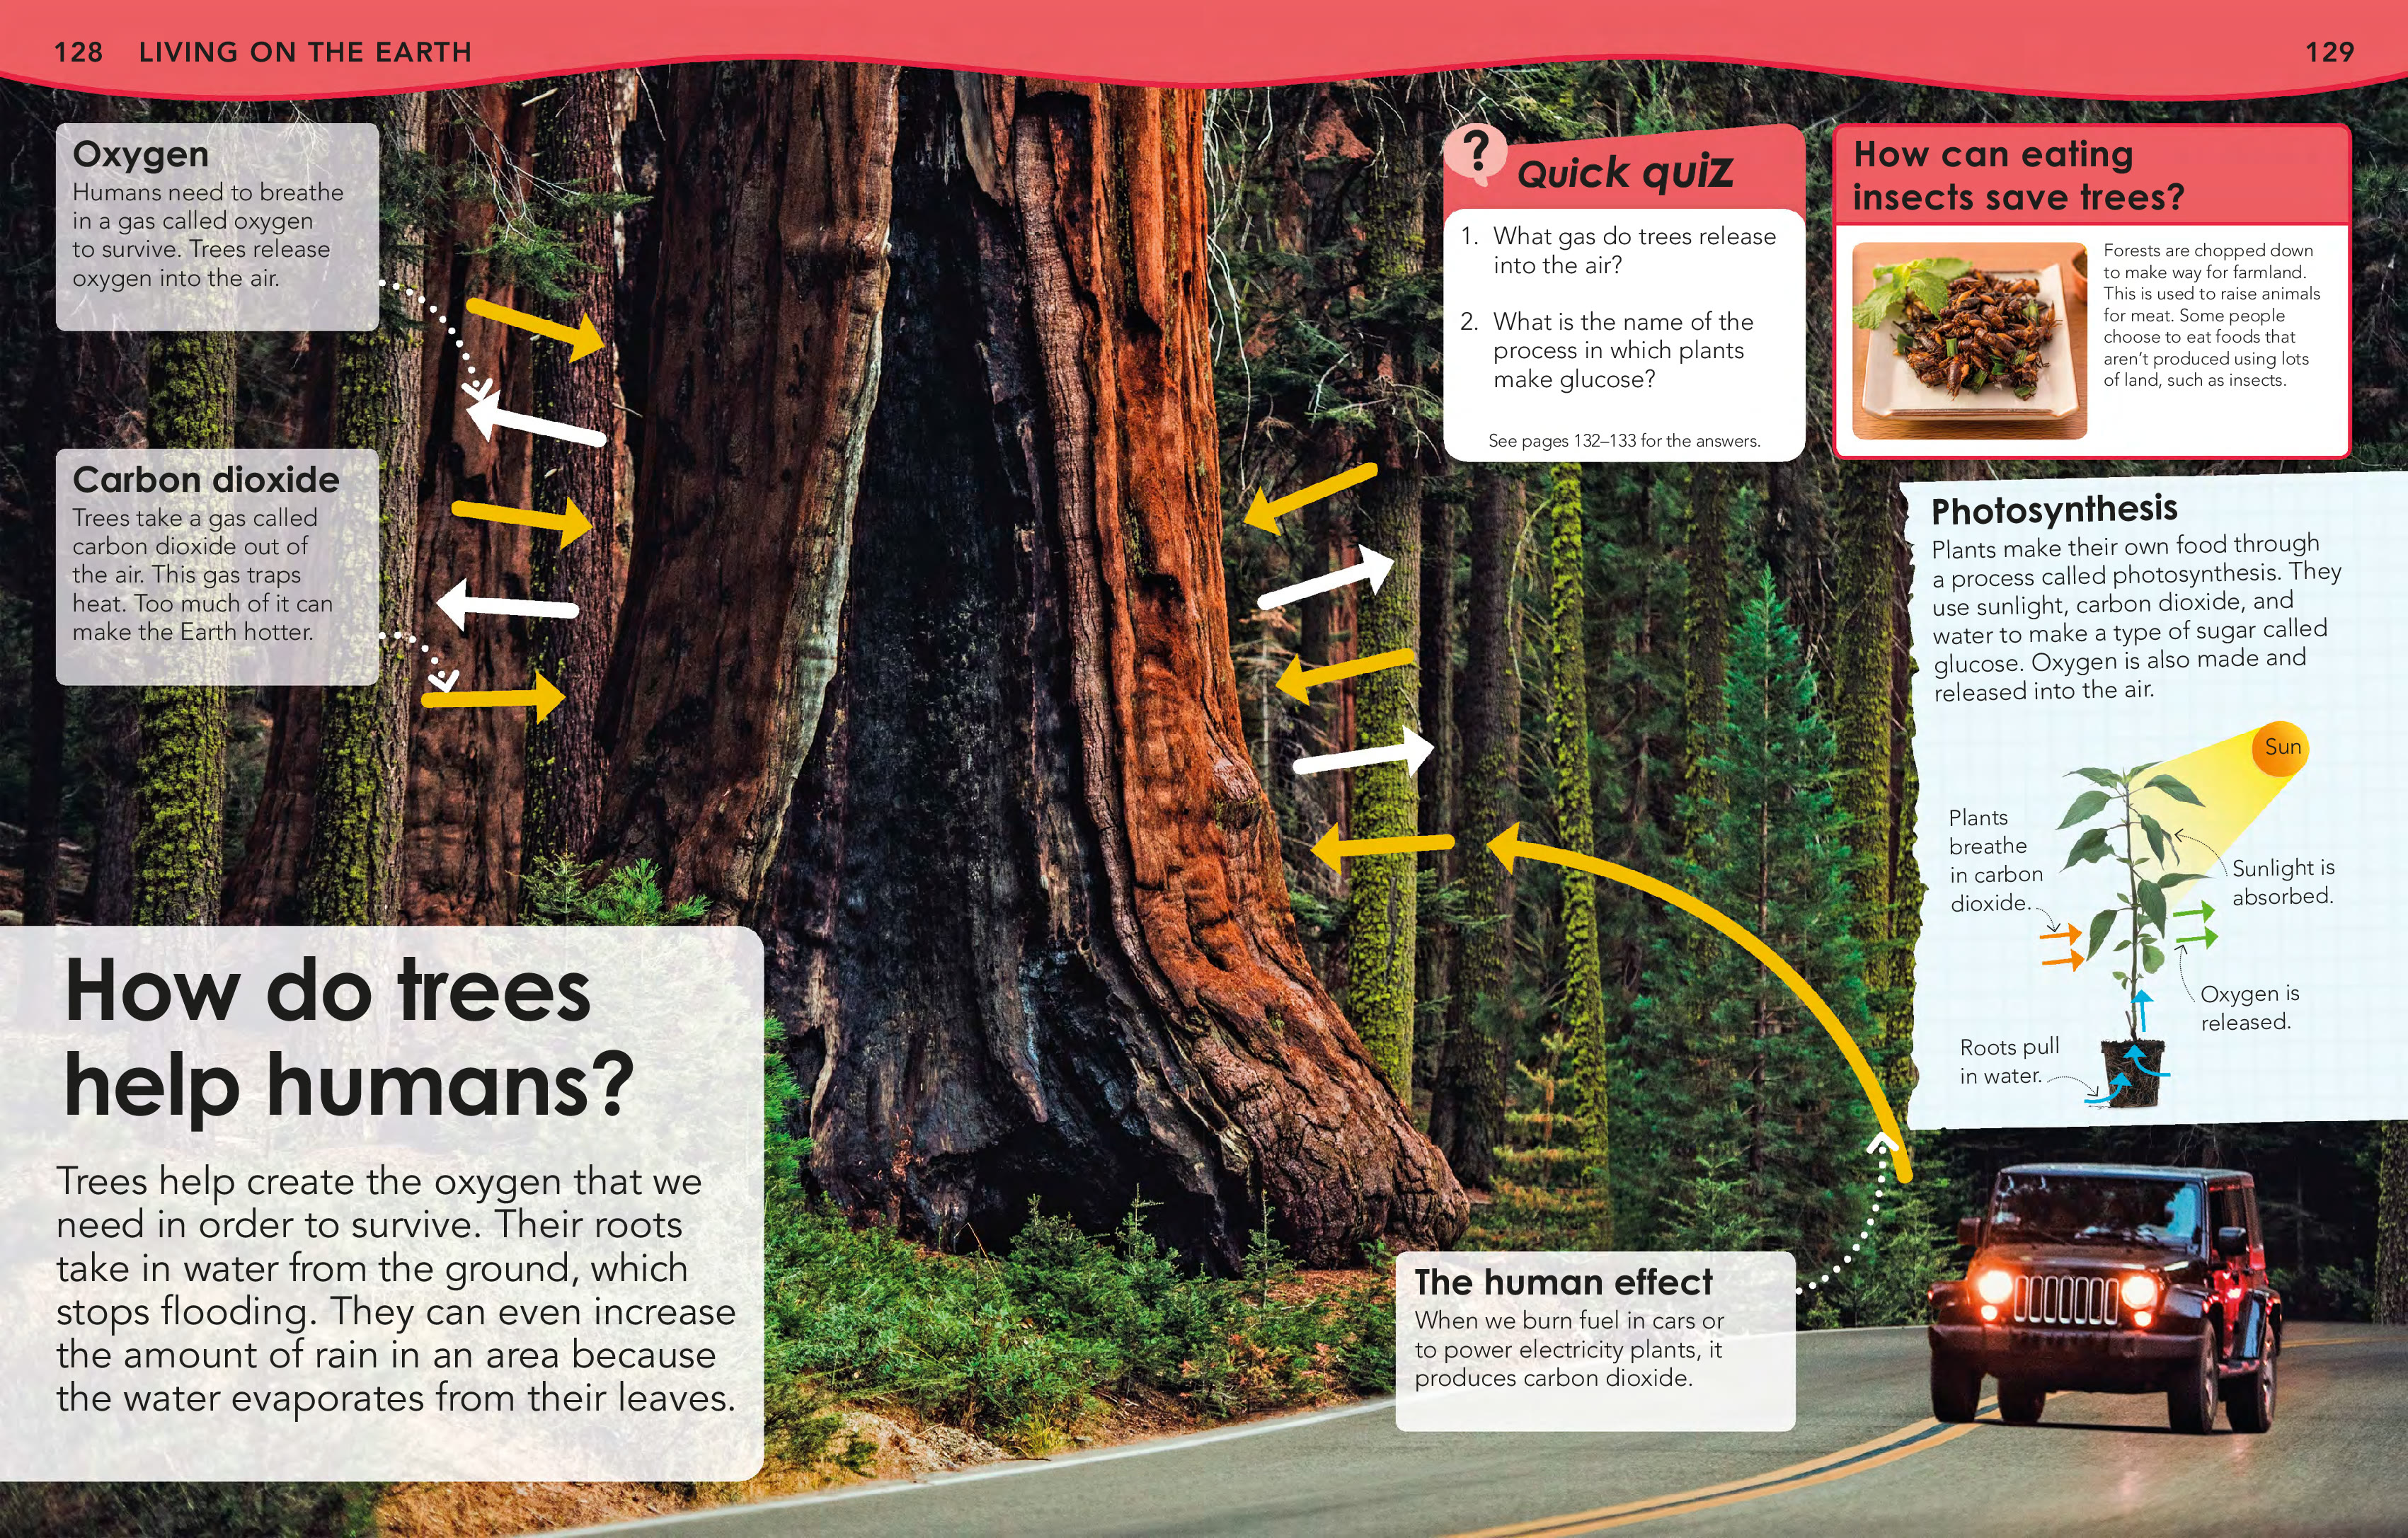 128 LIVING ON THE EARTH
129
Oxygen
Humans need to breathe
in a gas called oxygen
to survive. Trees release
oxygen into the air.
Carbon dioxide
Trees take a gas called
carbon dioxide out of
the air. This gas traps
heat. Too much of it can
make the Earth hotter.
How do trees
help humans?
Trees help create the oxygen that we
need in order to survive. Their roots
take in water from the ground, which
stops flooding. They can even increase
the amount of rain in an area because
the water evaporates from their leaves.
? Quick quiz
1. What gas do trees release
into the air?
2. What is the name of the
process in which plants
make glucose?
See pages 132–133 for the answers.
How can eating
insects save trees?
Forests are chopped down
to make way for farmland.
This is used to raise animals
for meat. Some people
choose to eat foods that
aren't produced using lots
of land, such as insects.
Photosynthesis
Plants make their own food through
a process called photosynthesis. They
use sunlight, carbon dioxide, and
water to make a type of sugar called
glucose. Oxygen is also made and
released into the air.
Sun
Plants
breathe
in carbon
dioxide.
Sunlight is
absorbed.
Oxygen is
released.
Roots pull
in water.
The human effect
When we burn fuel in cars or
to power electricity plants, it
produces carbon dioxide.